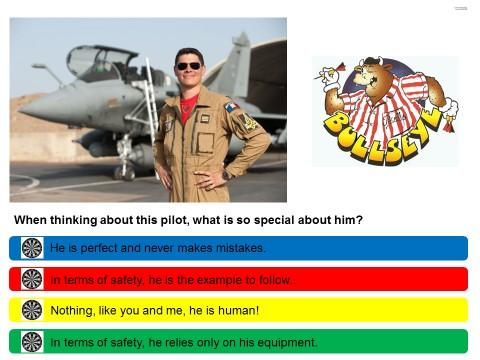 BULLSEYE
When thinking about this pilot, what is so special about him?
He is perfect and never makes mistakes.
In terms of safety, he is the example to follow.
Nothing, like you and me, he is human!
In terms of safety, he relies only on his equipment.